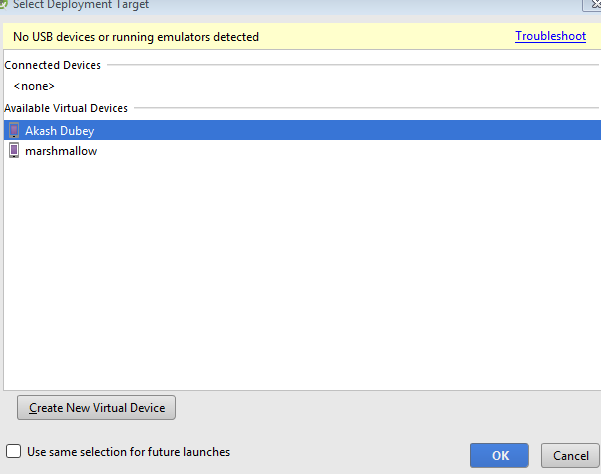 Select Deployment Target
No USB devices or running emulators detected Troubleshoot
Connected Devices
<none>
Available Virtual Devices
Akash Dubey
marshmallow
Create New Virtual Device
Use same selection for future launches
OK Cancel